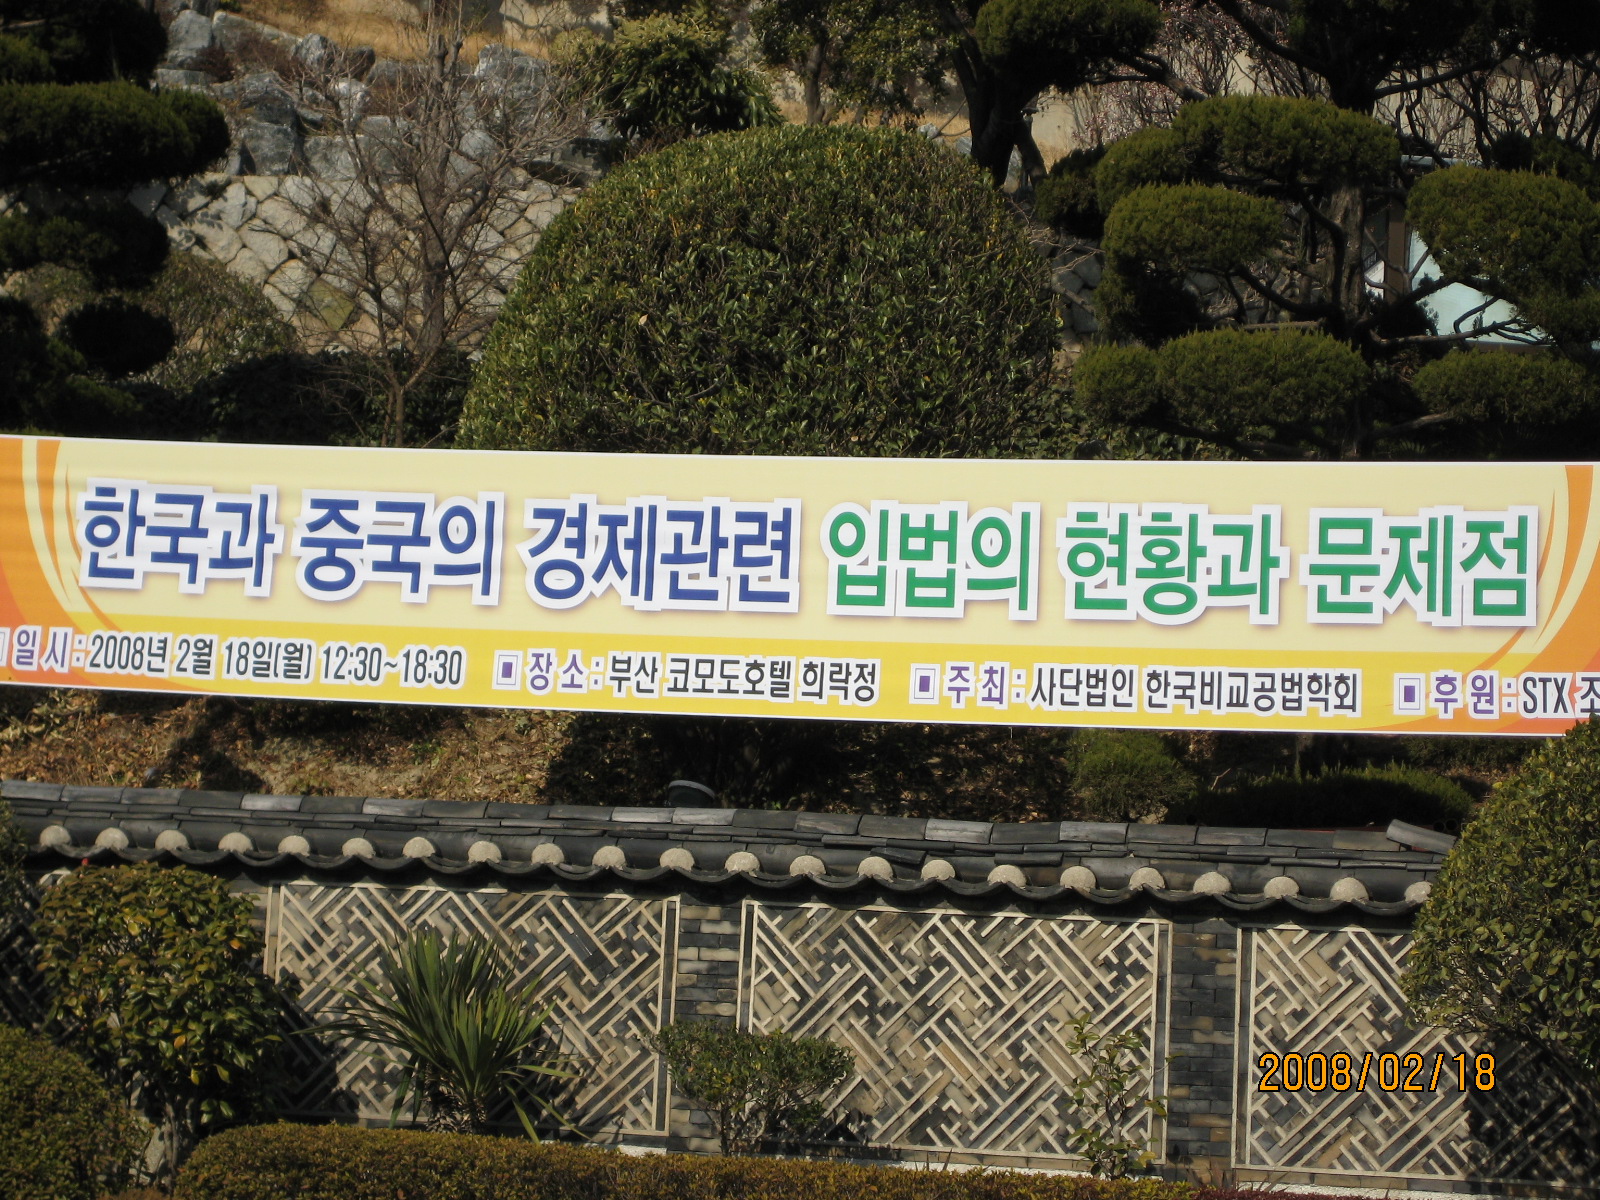 한국과 중국의 경제관련 입법의 현황과 문제점
일 시 : 2008년 2월 18일(월) 12:30~18:30 장 소 : 부산 코모도호텔 희락정 주 최 : 사단법인 한국비교공법학회 후 원 : STX 조
2008/02/18